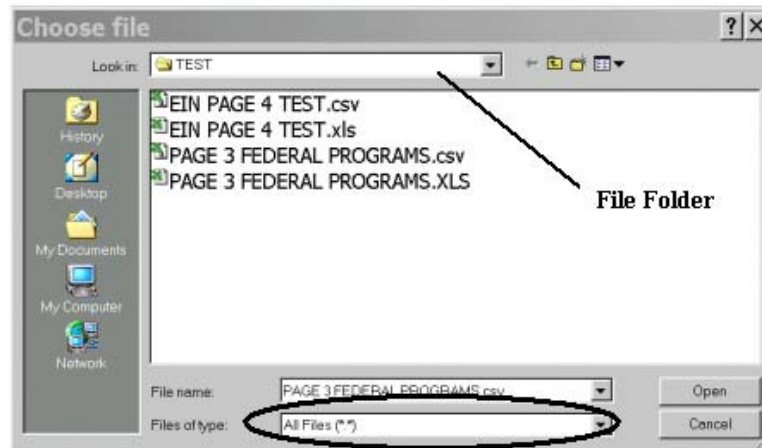 Choose file
Look in: TEST
EIN PAGE 4 TEST.csv
EIN PAGE 4 TEST.xls
PAGE 3 FEDERAL PROGRAMS.csv
PAGE 3 FEDERAL PROGRAMS.XLS
History
Desktop
My Documents
My Computer
Network
File Folder
File name: PAGE 3 FEDERAL PROGRAMS.csv Open
Files of type: All Files (*.*) Cancel